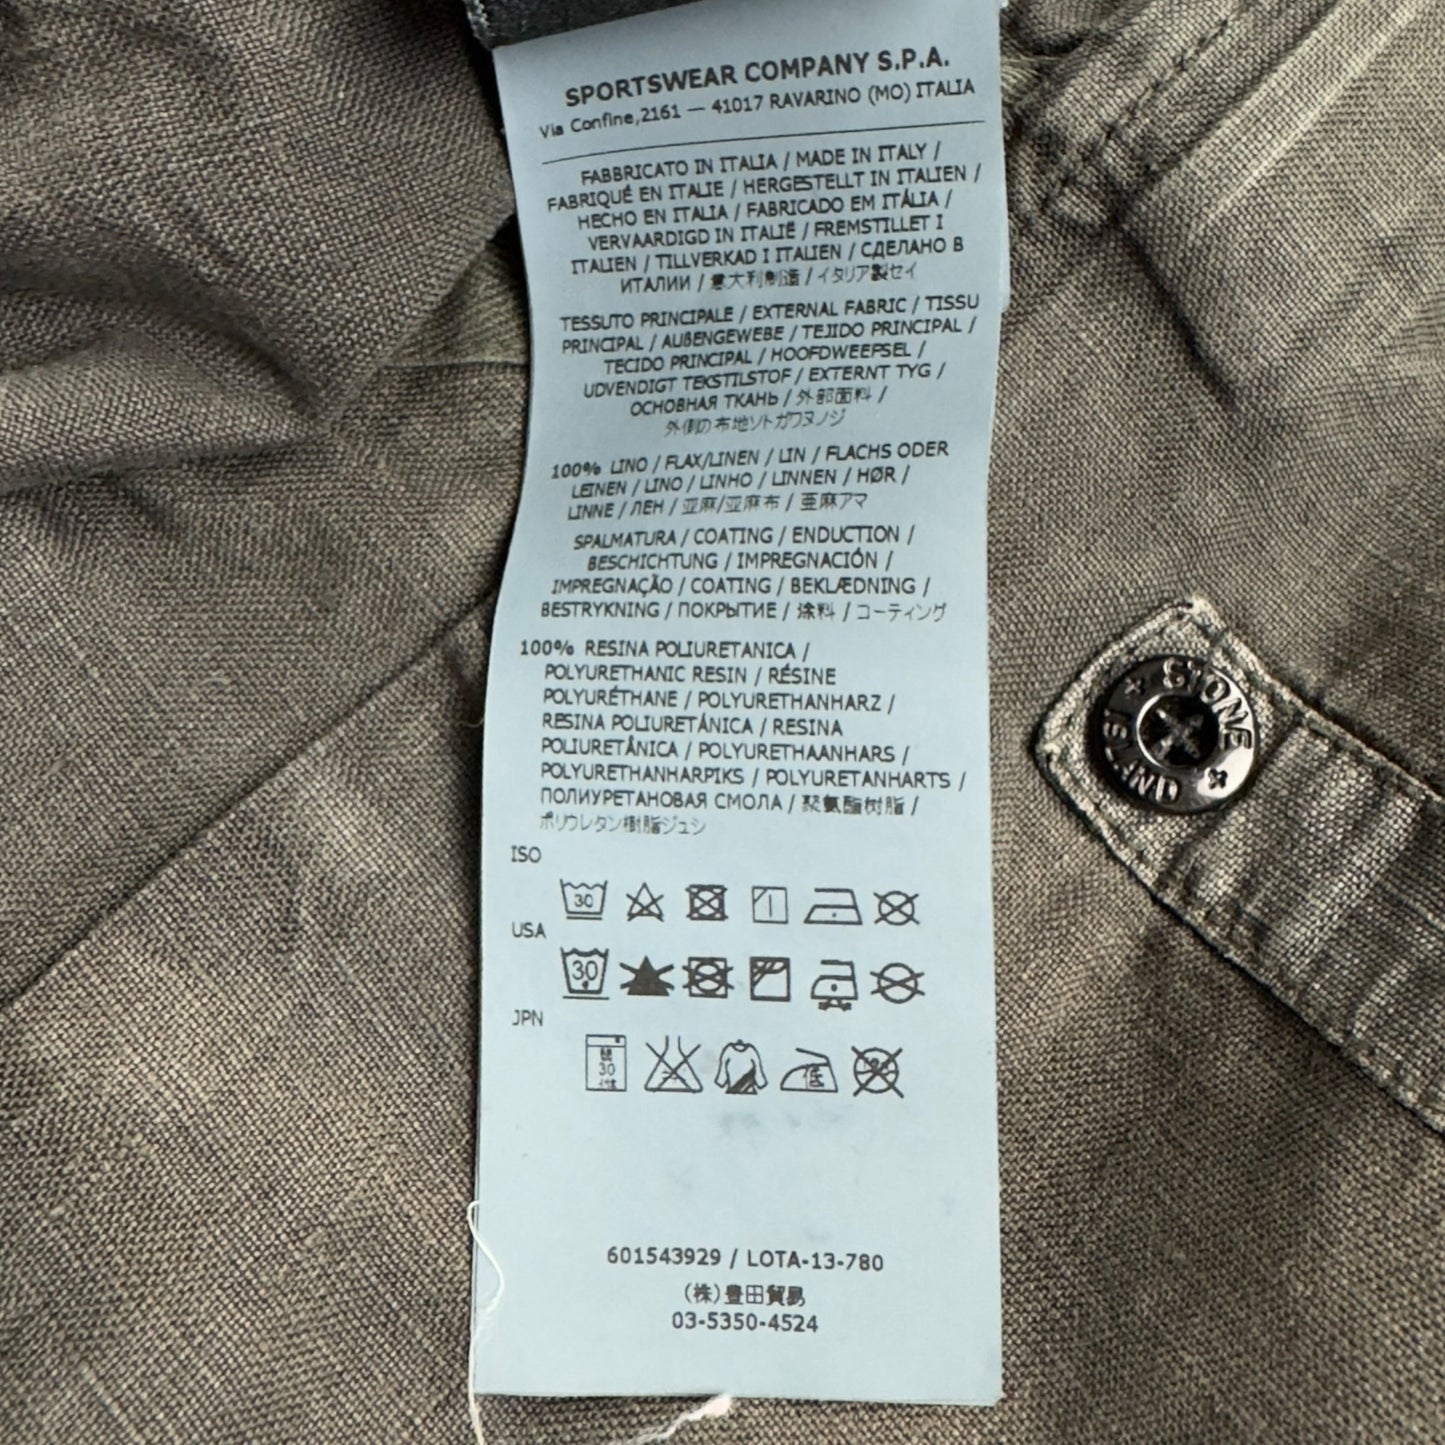 SPORTSWEAR COMPANY S.P.A.
Via Confine,2161 — 41017 RAVARINO (MO) ITALIA
FABBRICATO IN ITALIA / MADE IN ITALY /
FABRIQUÉ EN ITALIE / HERGESTELLT IN ITALIEN /
HECHO EN ITALIA / FABRICADO EM ITÁLIA /
VERVAARDIGD IN ITALIË / FREMSTILLET I
ITALIEN / TILLVERKAD I ITALIEN / СДЕЛАНО В
ИТАЛИИ / 意大利制造 / イタリア製セイ
TESSUTO PRINCIPALE / EXTERNAL FABRIC / TISSU
PRINCIPAL / AUßENGEWEBE / TEJIDO PRINCIPAL /
TECIDO PRINCIPAL / HOOFDWEEFSEL /
UDVENDIGT TEKSTILSTOF / EXTERNT TYG /
ОСНОВНАЯ ТКАНЬ / 外部面料 /
外側の布地ソトガワヌノジ
100% LINO / FLAX/LINEN / LIN / FLACHS ODER
LEINEN / LINO / LINHO / LINNEN / HØR /
LINNE / ЛЕН / 亚麻/亚麻布 / 亜麻アマ
SPALMATURA / COATING / ENDUCTION /
BESCHICHTUNG / IMPREGNACIÓN /
IMPREGNAÇÃO / COATING / BEKLÆDNING /
BESTRYKNING / ПОКРЫТИЕ / 涂料 / コーティング
100% RESINA POLIURETANICA /
POLYURETHANIC RESIN / RÉSINE
POLYURÉTHANE / POLYURETHANHARZ /
RESINA POLIURETÁNICA / RESINA
POLIURETÂNICA / POLYURETHAANHARS /
POLYURETHANHARPIKS / POLYURETANHARTS /
ПОЛИУРЕТАНОВАЯ СМОЛА / 聚氨酯树脂 /
ポリウレタン樹脂ジュシ
ISO
30
USA
30
JPN
30
低
601543929 / LOTA-13-780
(株)豊田貿易
03-5350-4524
STONE
ISLAND